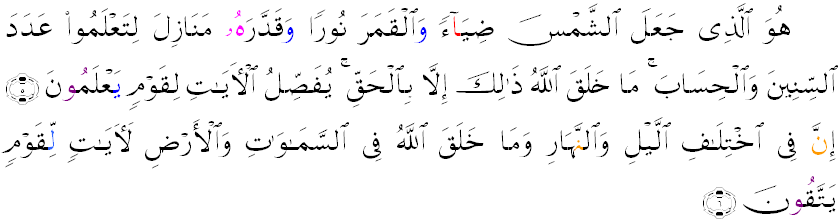 هُوَ ٱلَّذِى جَعَلَ ٱلشَّمْسَ ضِيَآءً وَٱلْقَمَرَ نُورًا وَقَدَّرَهُۥ مَنَازِلَ لِتَعْلَمُوا۟ عَدَدَ
ٱلسِّنِينَ وَٱلْحِسَابَ ۚ مَا خَلَقَ ٱللَّهُ ذَٰلِكَ إِلَّا بِٱلْحَقِّ ۚ يُفَصِّلُ ٱلْـَٔايَـٰتِ لِقَوْمٍ يَعْلَمُونَ ٥
إِنَّ فِى ٱخْتِلَـٰفِ ٱلَّيْلِ وَٱلنَّهَارِ وَمَا خَلَقَ ٱللَّهُ فِى ٱلسَّمَـٰوَٰتِ وَٱلْأَرْضِ لَـَٔايَـٰتٍ لِّقَوْمٍ
يَتَّقُونَ ٦